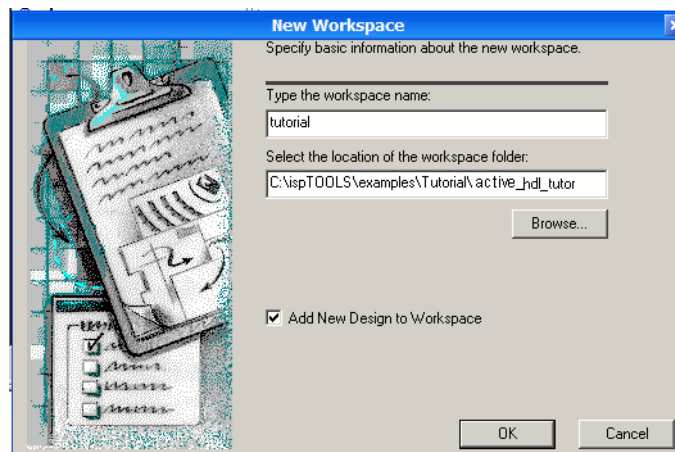 New Workspace
Specify basic information about the new workspace.
Type the workspace name:
tutorial
Select the location of the workspace folder:
C:\ispTOOLS\examples\Tutorial\active_hdl_tutor
Browse...
Add New Design to Workspace
OK
Cancel